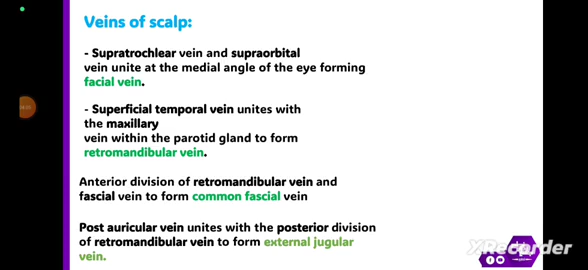 Veins of scalp:
- Supratrochlear vein and supraorbital
vein unite at the medial angle of the eye forming
facial vein.
- Superficial temporal vein unites with
the maxillary
vein within the parotid gland to form
retromandibular vein.
Anterior division of retromandibular vein and
fascial vein to form common fascial vein
Post auricular vein unites with the posterior division
of retromandibular vein to form external jugular
vein.
XRecorder